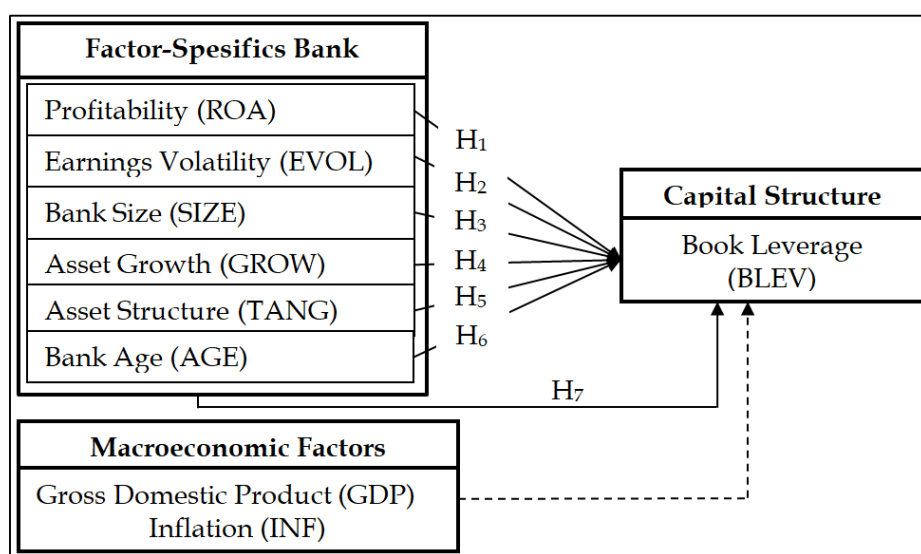 Factor-Spesifics Bank
Profitability (ROA)
Earnings Volatility (EVOL)
Bank Size (SIZE)
Asset Growth (GROW)
Asset Structure (TANG)
Bank Age (AGE)
H1
H2
H3
H4
H5
H6
Capital Structure
Book Leverage
(BLEV)
H7
Macroeconomic Factors
Gross Domestic Product (GDP)
Inflation (INF)